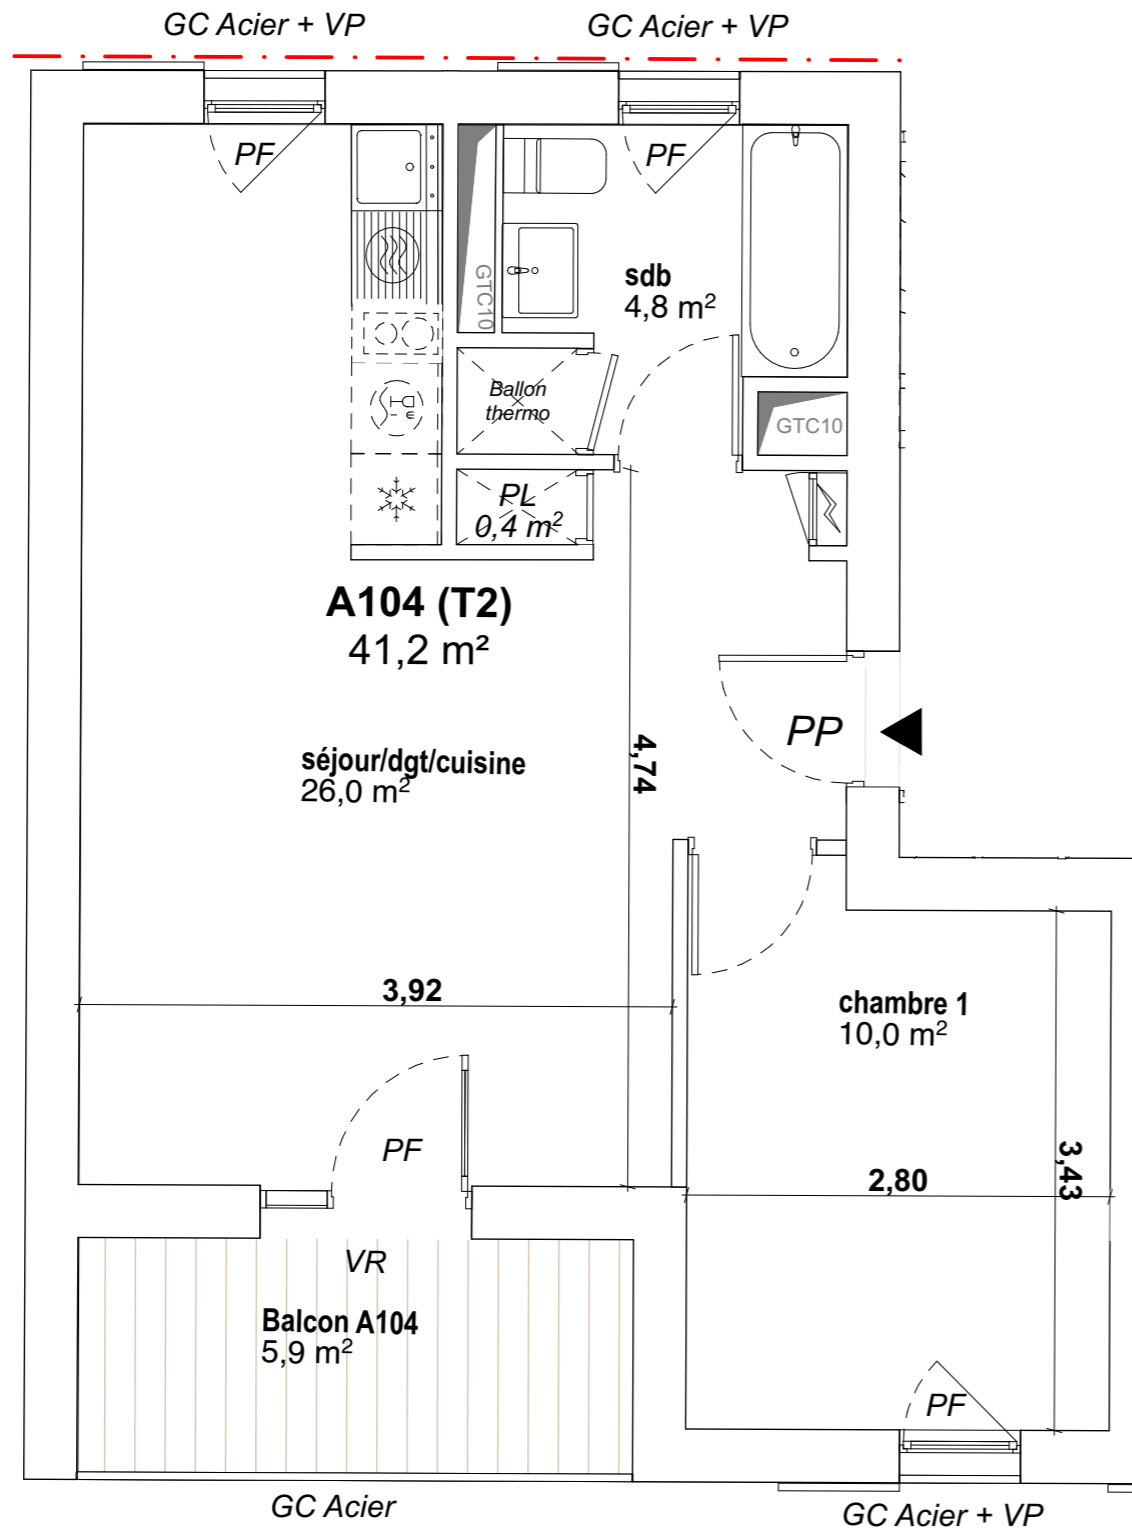 GC Acier + VP
GC Acier + VP
PF
PF
GTC10
sdb
4,8 m²
Ballon
thermo
GTC10
PL
0,4 m²
A104 (T2)
41,2 m²
PP
4,74
séjour/dgt/cuisine
26,0 m²
3,92
chambre 1
10,0 m²
PF
3,43
2,80
VR
Balcon A104
5,9 m²
PF
GC Acier
GC Acier + VP